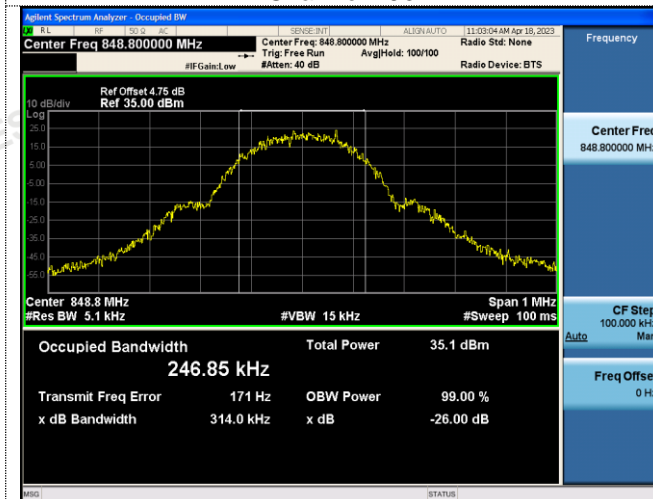 Agilent Spectrum Analyzer - Occupied BW
RL RF 50 Ω AC SENSE:INT ALIGN AUTO 11:03:04 AM Apr 18, 2023
Center Freq 848.800000 MHz
Center Freq: 848.800000 MHz
Radio Std: None
Trig: Free Run Avg|Hold: 100/100
#IFGain:Low #Atten: 40 dB Radio Device: BTS
Ref Offset 4.75 dB
10 dB/div Ref 35.00 dBm
Log
25.0
15.0
5.00
-5.00
-15.0
-25.0
-35.0
-45.0
-55.0
Center 848.8 MHz Span 1 MHz
#Res BW 5.1 kHz #VBW 15 kHz #Sweep 100 ms
Occupied Bandwidth Total Power 35.1 dBm
246.85 kHz
Transmit Freq Error 171 Hz OBW Power 99.00 %
x dB Bandwidth 314.0 kHz x dB -26.00 dB
MSG STATUS
Frequency
Center Freq
848.800000 MHz
CF Step
100.000 kHz
Auto Man
Freq Offset
0 Hz